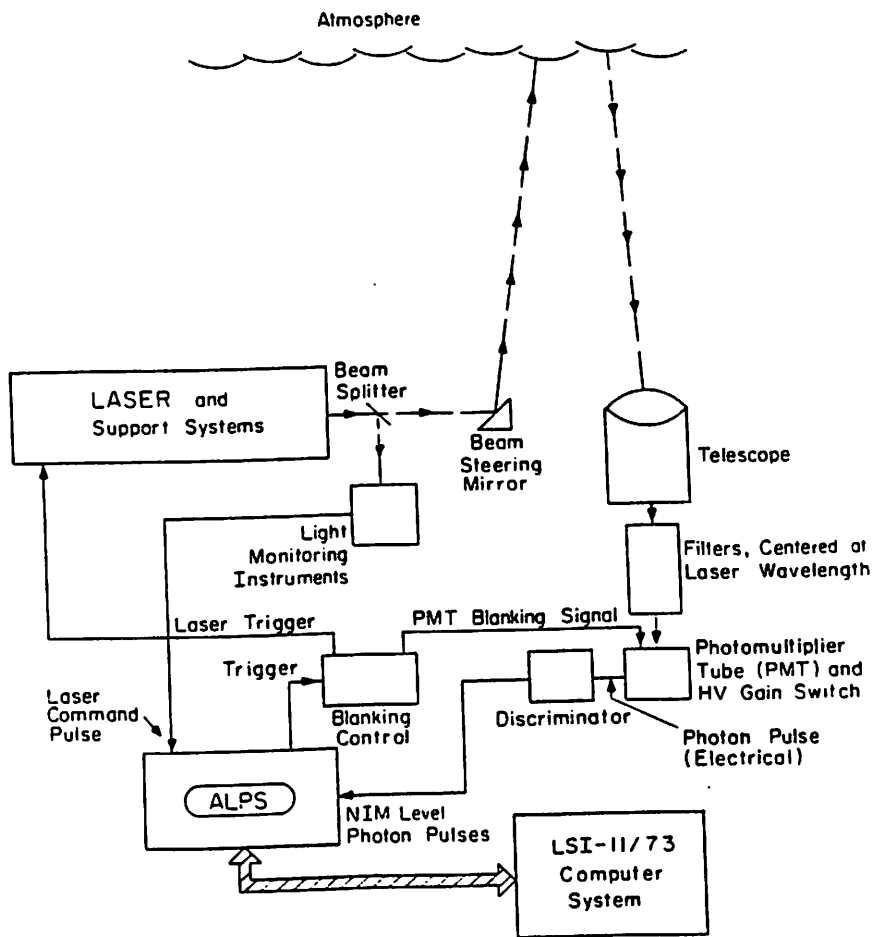 Atmosphere
LASER and
Support Systems
Beam
Splitter
Beam
Steering
Mirror
Telescope
Light
Monitoring
Instruments
Filters, Centered at
Laser Wavelength
Laser Trigger
PMT Blanking Signal
Trigger
Photomultiplier
Tube (PMT) and
HV Gain Switch
Laser
Command
Pulse
Blanking
Control
Discriminator
Photon Pulse
(Electrical)
ALPS
NIM Level
Photon Pulses
LSI-11/73
Computer
System